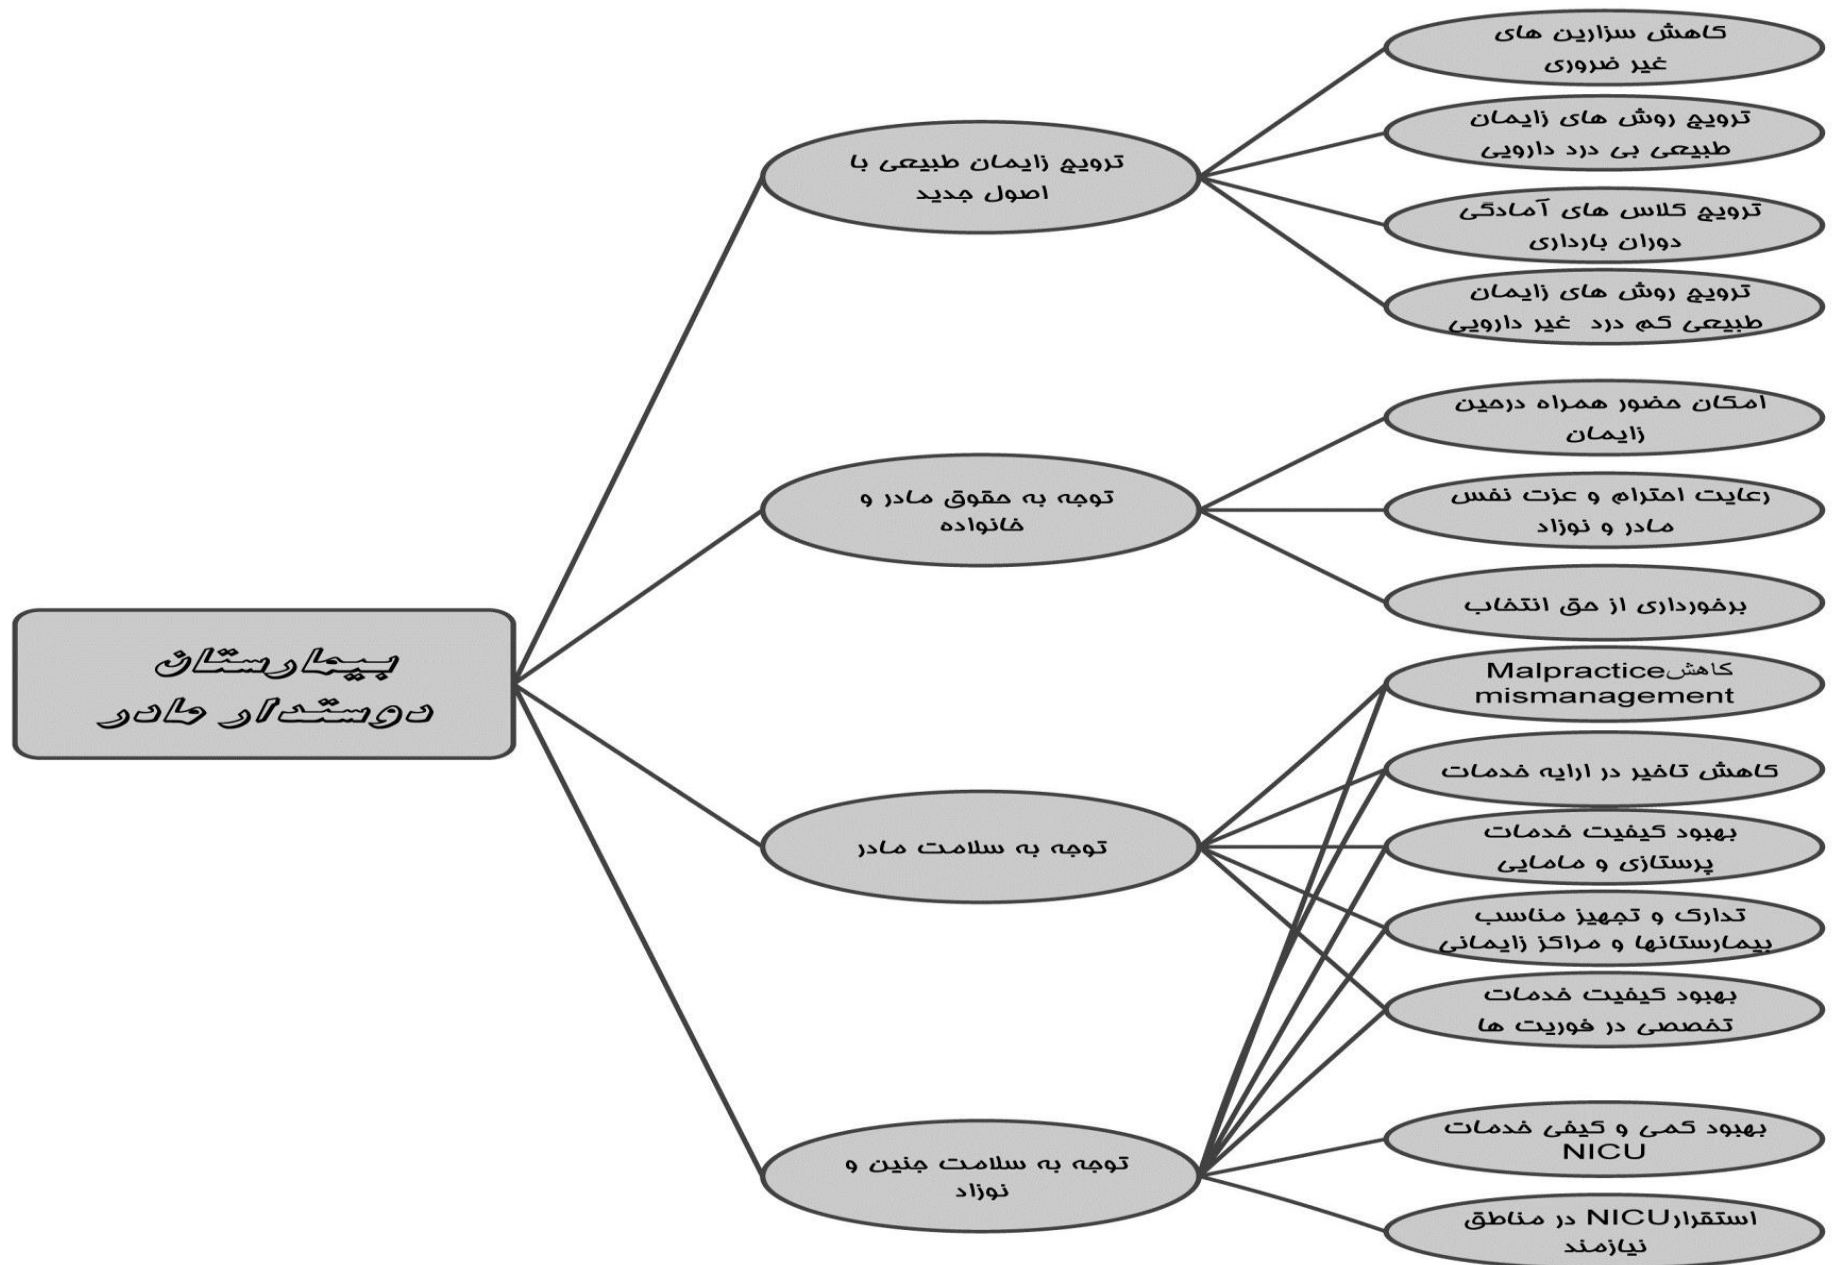 بیمارستان
دوستدار مادر
ترویج زایمان طبیعی با
اصول جدید
کاهش سزارین های
غیر ضروری
ترویج روش های زایمان
طبیعی بی درد دارویی
ترویج کلاس های آمادگی
دوران بارداری
ترویج روش های زایمان
طبیعی کم درد غیر دارویی
توجه به حقوق مادر و
خانواده
امکان حضور همراه درحین
زایمان
رعایت احترام و عزت نفس
مادر و نوزاد
برخورداری از حق انتخاب
توجه به سلامت مادر
کاهش Malpractice
mismanagement
کاهش تاخیر در ارایه خدمات
بهبود کیفیت خدمات
پرستازی و مامایی
تدارک و تجهیز مناسب
بیمارستانها و مراکز زایمانی
بهبود کیفیت خدمات
تخصصی در فوریت ها
توجه به سلامت جنین و
نوزاد
بهبود کمی و کیفی خدمات
NICU
استقرارNICU در مناطق
نیازمند